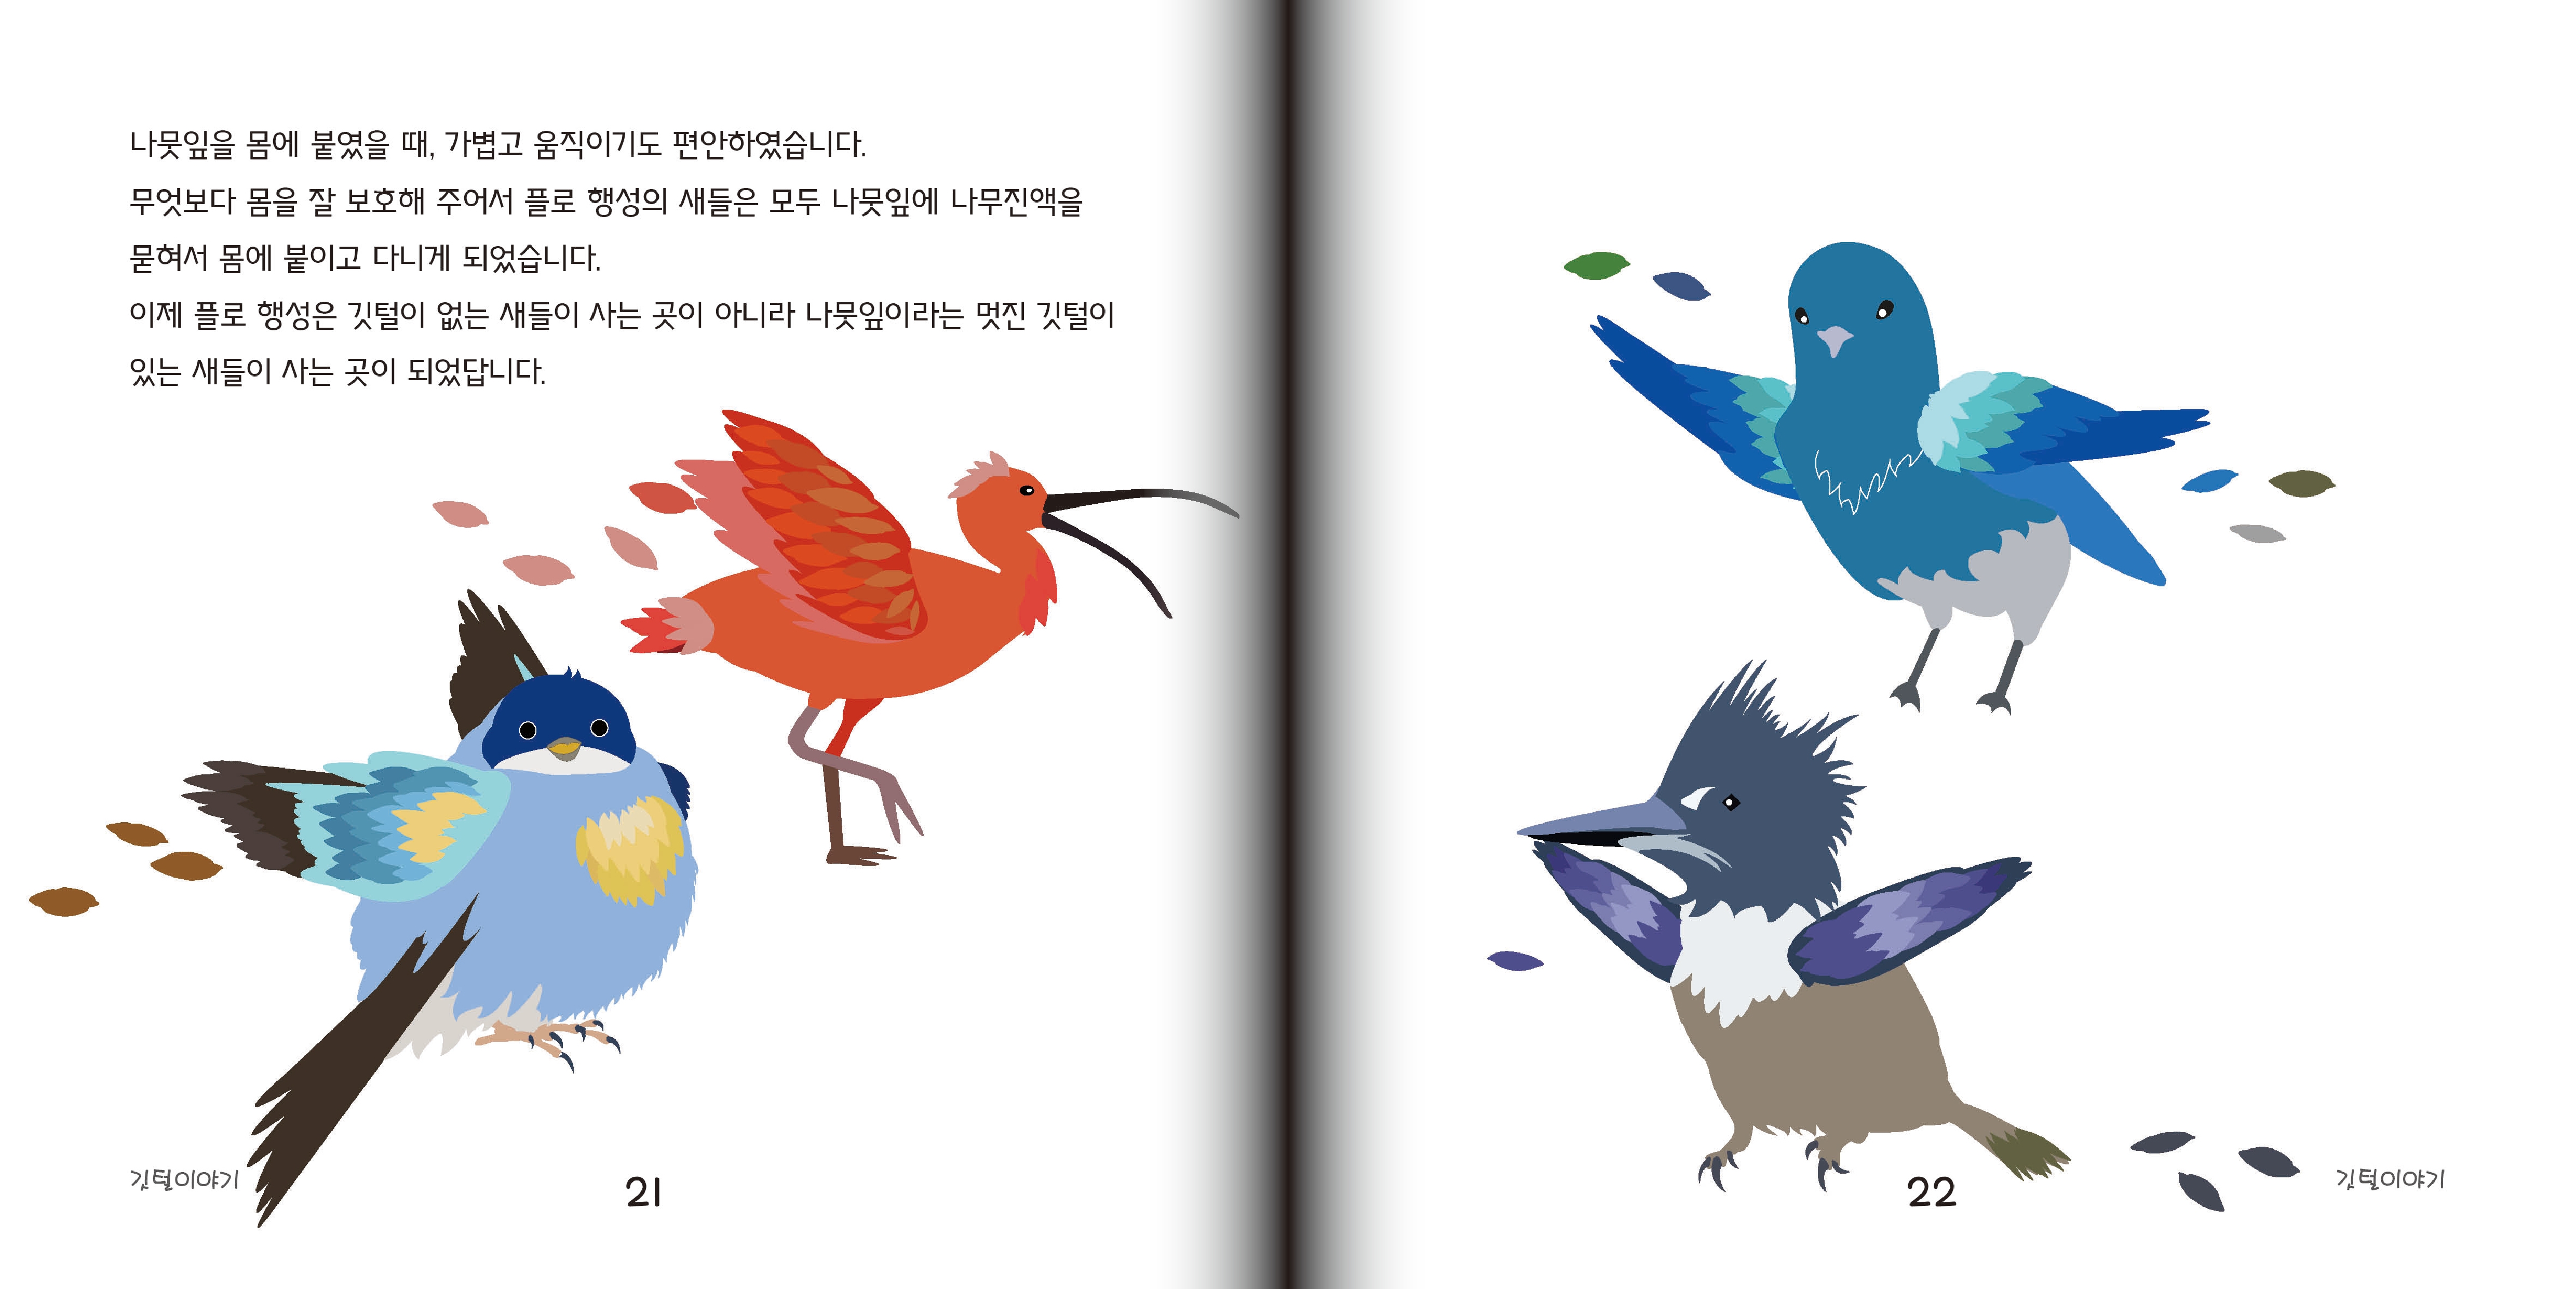 나뭇잎을 몸에 붙였을 때, 가볍고 움직이기도 편안하였습니다.
무엇보다 몸을 잘 보호해 주어서 플로 행성의 새들은 모두 나뭇잎에 나무진액을
묻혀서 몸에 붙이고 다니게 되었습니다.
이제 플로 행성은 깃털이 없는 새들이 사는 곳이 아니라 나뭇잎이라는 멋진 깃털이
있는 새들이 사는 곳이 되었답니다.
깃털이야기
21
22
깃털이야기